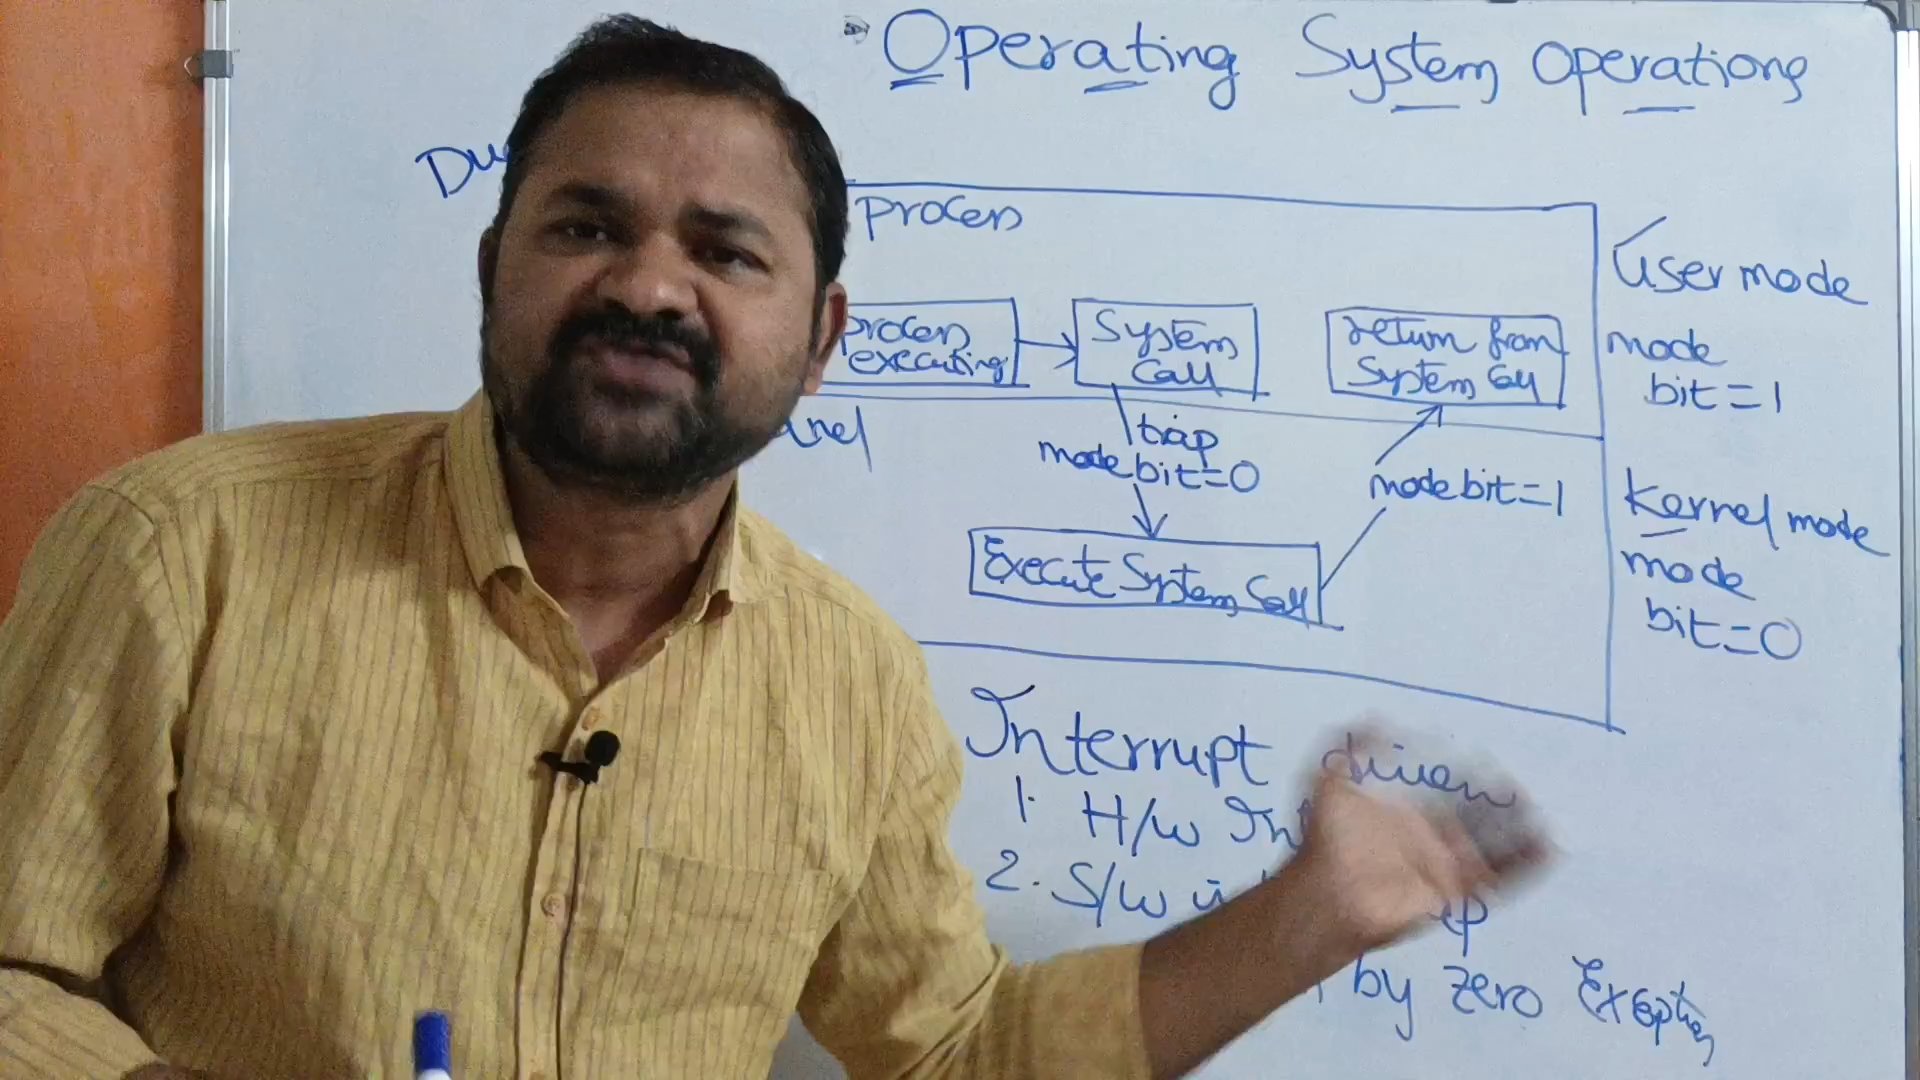 Operating System Operations
process
User mode
process
executing
System
Call
return from
System Call
mode
bit=1
trap
mode bit=0
mode bit=1
Kernel mode
Execute System Call
mode
bit=0
Interrupt driven
1. H/w
2. S/w
by zero Exception